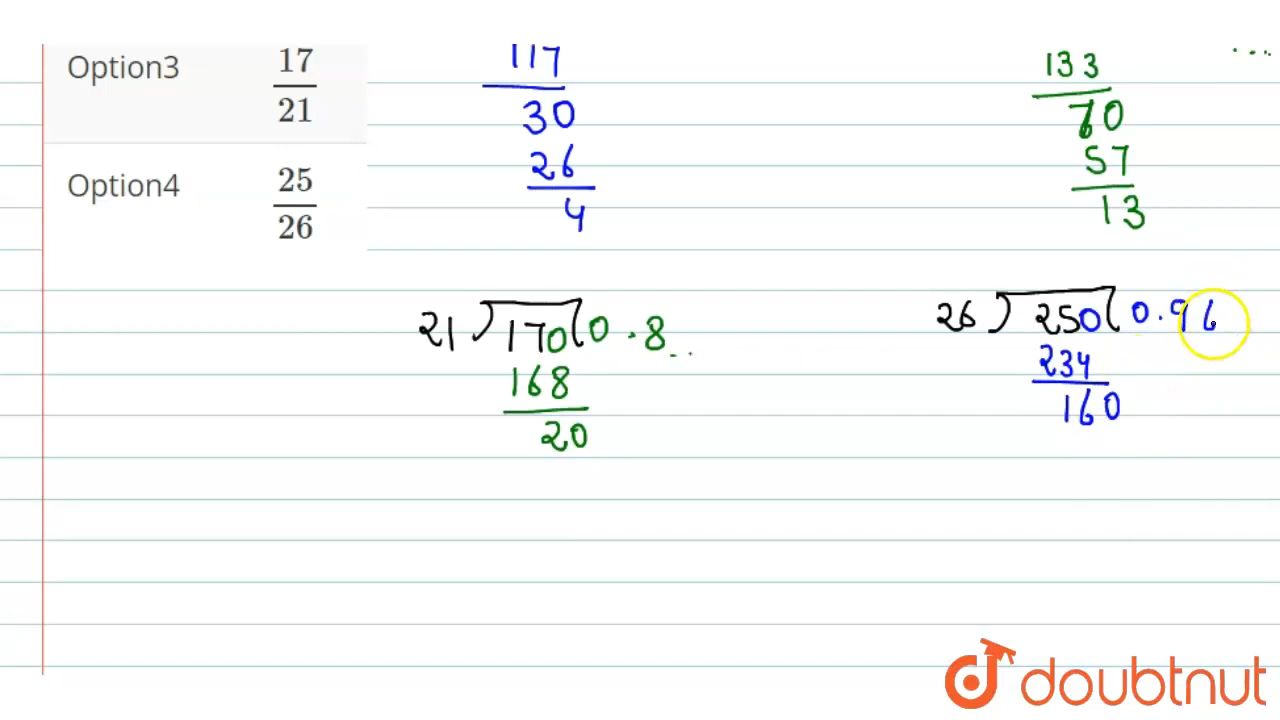 Option3 17/21
Option4 25/26
117
30
26
4
133
70
57
13
...
21 ) 170 ( 0.8...
168
20
26 ) 250 ( 0.96
234
160
doubtnut